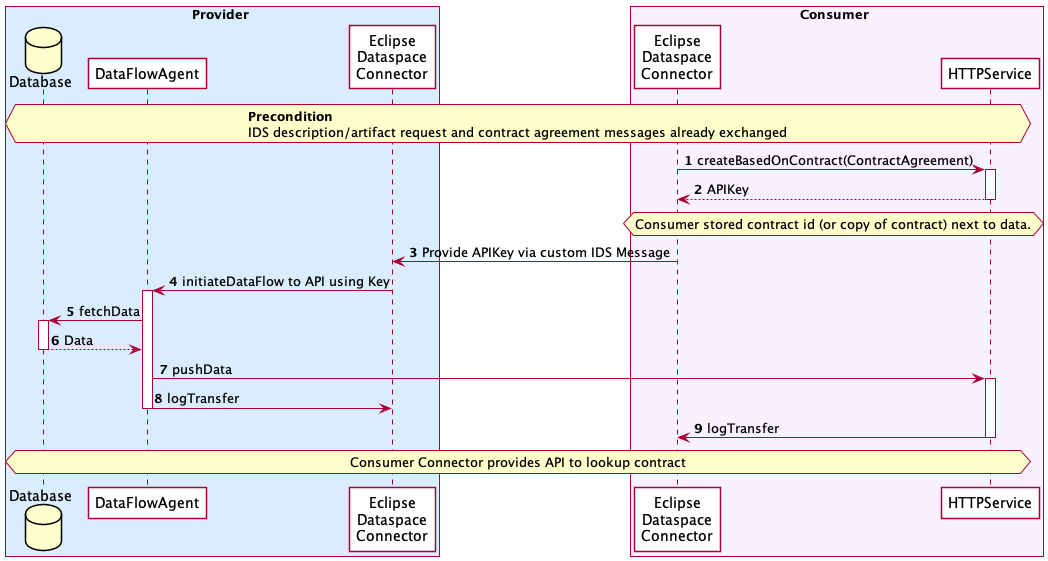 Provider
Consumer
Database
DataFlowAgent
Eclipse
Dataspace
Connector
Eclipse
Dataspace
Connector
HTTPService
Precondition
IDS description/artifact request and contract agreement messages already exchanged
1 createBasedOnContract(ContractAgreement)
2 APIKey
Consumer stored contract id (or copy of contract) next to data.
3 Provide APIKey via custom IDS Message
4 initiateDataFlow to API using Key
5 fetchData
6 Data
7 pushData
8 logTransfer
9 logTransfer
Consumer Connector provides API to lookup contract
Database
DataFlowAgent
Eclipse
Dataspace
Connector
Eclipse
Dataspace
Connector
HTTPService